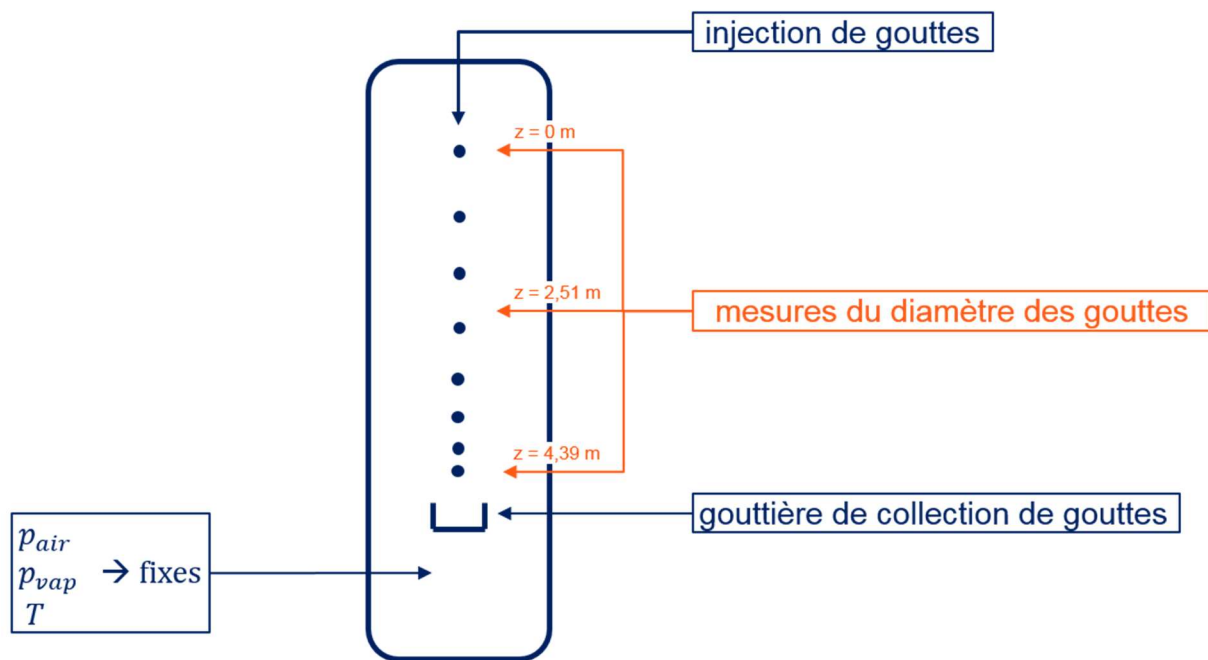 injection de gouttes
z = 0 m
z = 2,51 m
mesures du diamètre des gouttes
z = 4,39 m
gouttière de collection de gouttes
p_air
p_vap → fixes
T